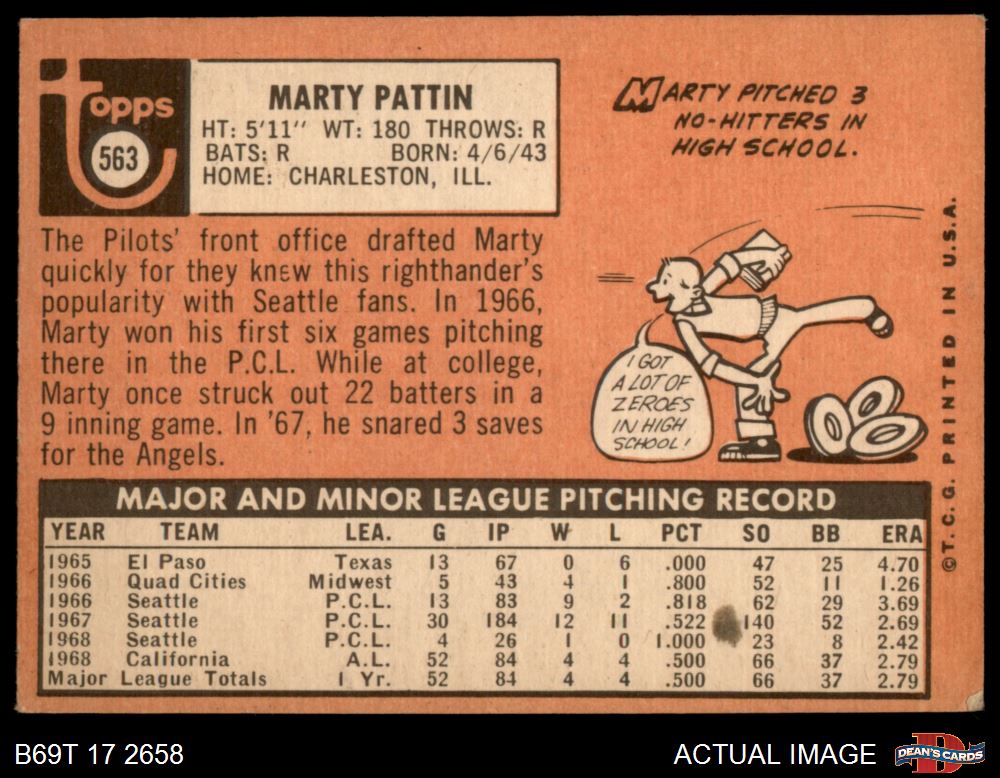 topps
563
MARTY PATTIN
HT: 5'11" WT: 180 THROWS: R
BATS: R BORN: 4/6/43
HOME: CHARLESTON, ILL.
The Pilots' front office drafted Marty
quickly for they knew this righthander's
popularity with Seattle fans. In 1966,
Marty won his first six games pitching
there in the P.C.L. While at college,
Marty once struck out 22 batters in a
9 inning game. In '67, he snared 3 saves
for the Angels.
MARTY PITCHED 3
NO-HITTERS IN
HIGH SCHOOL.
I GOT
A LOT OF
ZEROES
IN HIGH
SCHOOL!
©T.C.G. PRINTED IN U.S.A.
MAJOR AND MINOR LEAGUE PITCHING RECORD
YEAR TEAM LEA. G IP W L PCT SO BB ERA
1965 El Paso Texas 13 67 0 6 .000 47 25 4.70
1966 Quad Cities Midwest 5 43 4 1 .800 52 11 1.26
1966 Seattle P.C.L. 13 83 9 2 .818 62 29 3.69
1967 Seattle P.C.L. 30 184 12 11 .522 140 52 2.69
1968 Seattle P.C.L. 4 26 1 0 1.000 23 8 2.42
1968 California A.L. 52 84 4 4 .500 66 37 2.79
Major League Totals 1 Yr. 52 84 4 4 .500 66 37 2.79
B69T 17 2658
ACTUAL IMAGE
DEAN'S CARDS